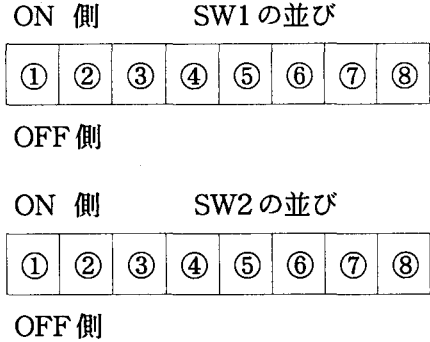 ON 側 SW1の並び
① ② ③ ④ ⑤ ⑥ ⑦ ⑧
OFF側
ON 側 SW2の並び
① ② ③ ④ ⑤ ⑥ ⑦ ⑧
OFF側